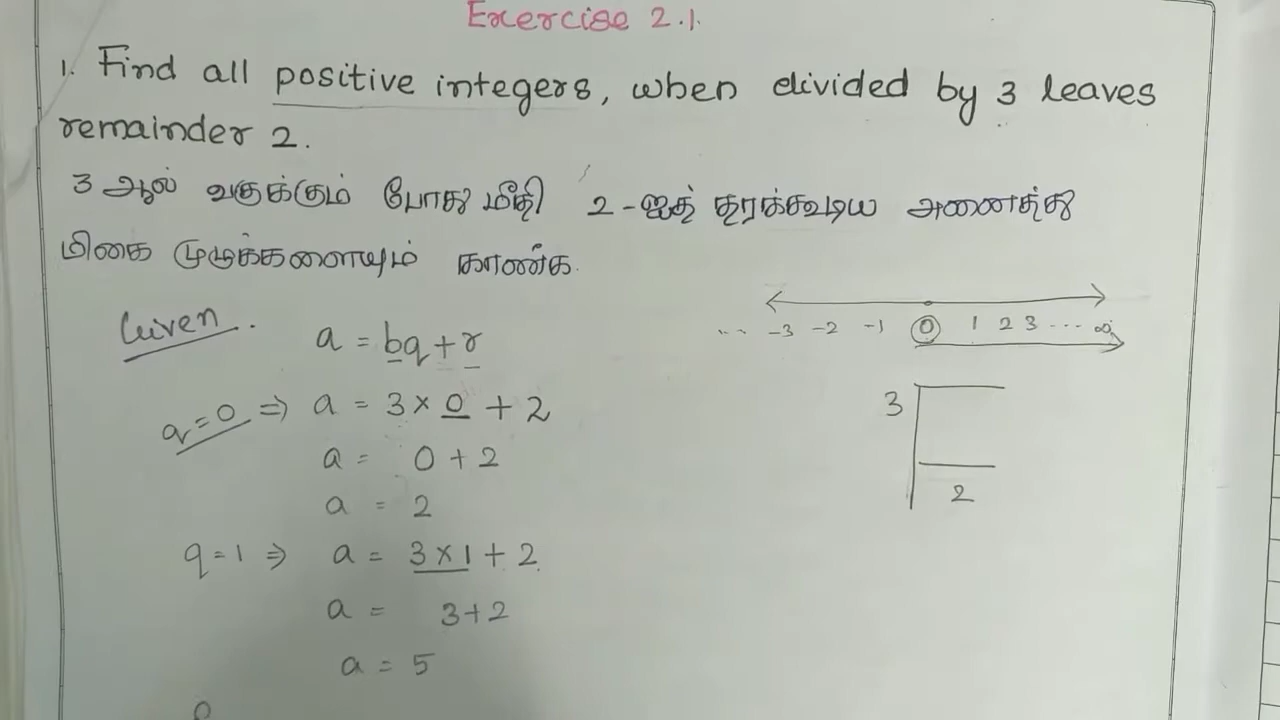 Exercise 2.1.
1. Find all positive integers, when divided by 3 leaves
remainder 2.
3 ஆல் வகுக்கும் போது மீதி 2-ஐத் தரக்கூடிய அனைத்து
மிகை முழுக்களையும் காண்க.
... -3 -2 -1 0 1 2 3 ... ∞
Given.
a = bq + r
q=0 ⇒ a = 3 × 0 + 2
3
a = 0 + 2
2
a = 2
q=1 ⇒ a = 3 × 1 + 2
a = 3+2
a = 5